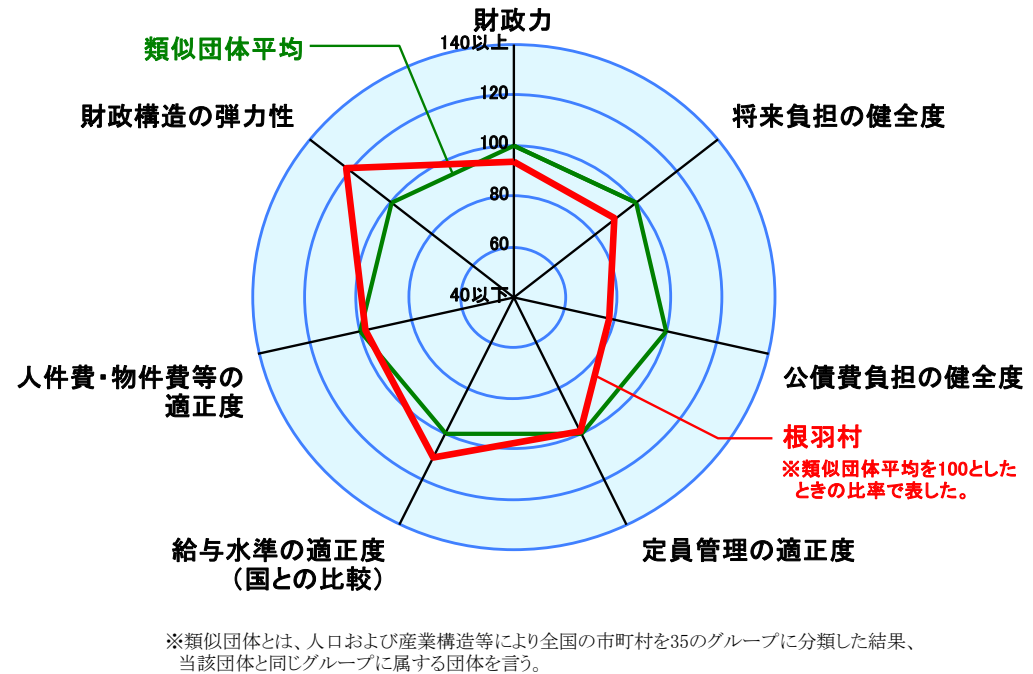 財政力
140以上
類似団体平均
120
財政構造の弾力性
将来負担の健全度
100
80
60
40以下
人件費・物件費等の
適正度
公債費負担の健全度
根羽村
※類似団体平均を100とした
ときの比率で表した。
給与水準の適正度
（国との比較）
定員管理の適正度
※類似団体とは、人口および産業構造等により全国の市町村を35のグループに分類した結果、
当該団体と同じグループに属する団体を言う。